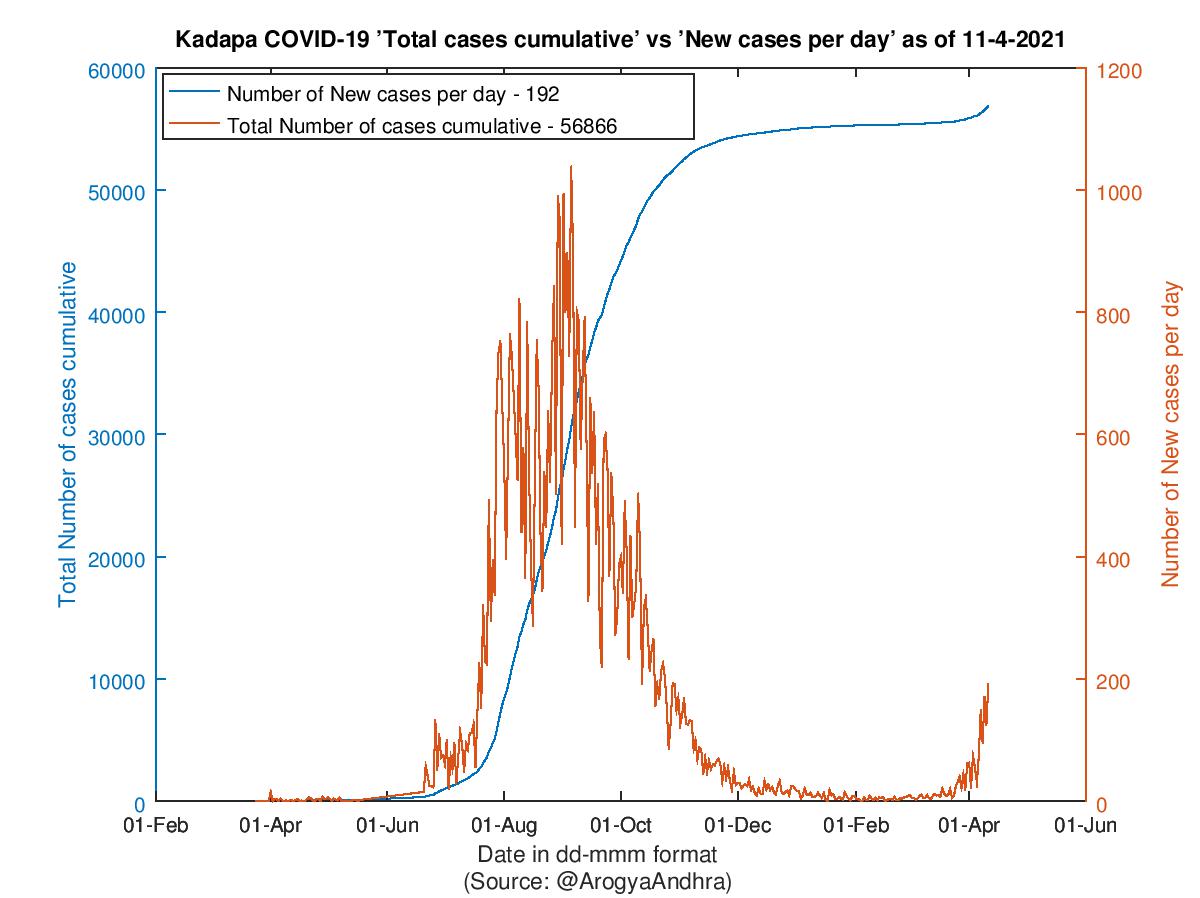 Kadapa COVID-19 ’Total cases cumulative’ vs ’New cases per day’ as of 11-4-2021
Number of New cases per day - 192
Total Number of cases cumulative - 56866
Total Number of cases cumulative
60000
50000
40000
30000
20000
10000
0
1200
1000
800
600
400
200
0
Number of New cases per day
01-Feb 01-Apr 01-Jun 01-Aug 01-Oct 01-Dec 01-Feb 01-Apr 01-Jun
Date in dd-mmm format
(Source: @ArogyaAndhra)